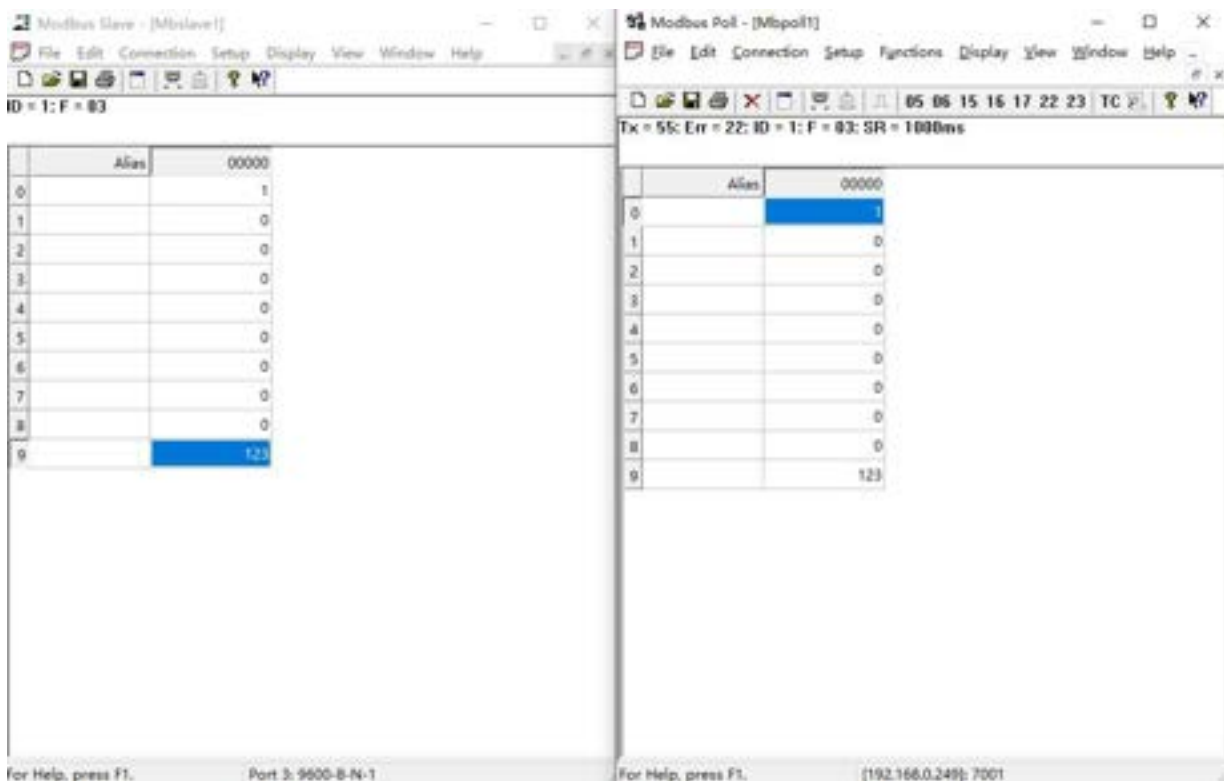 Modbus Slave - [Mbslave1]
File Edit Connection Setup Display View Window Help
ID = 1: F = 03
Alias 00000
0 1
1 0
2 0
3 0
4 0
5 0
6 0
7 0
8 0
9 123
For Help, press F1. Port 3: 9600-8-N-1
Modbus Poll - [Mbpoll1]
File Edit Connection Setup Functions Display View Window Help
05 06 15 16 17 22 23 TC
Tx = 55: Err = 22: ID = 1: F = 03: SR = 1000ms
Alias 00000
0 1
1 0
2 0
3 0
4 0
5 0
6 0
7 0
8 0
9 123
For Help, press F1. [192.168.0.249]: 7001